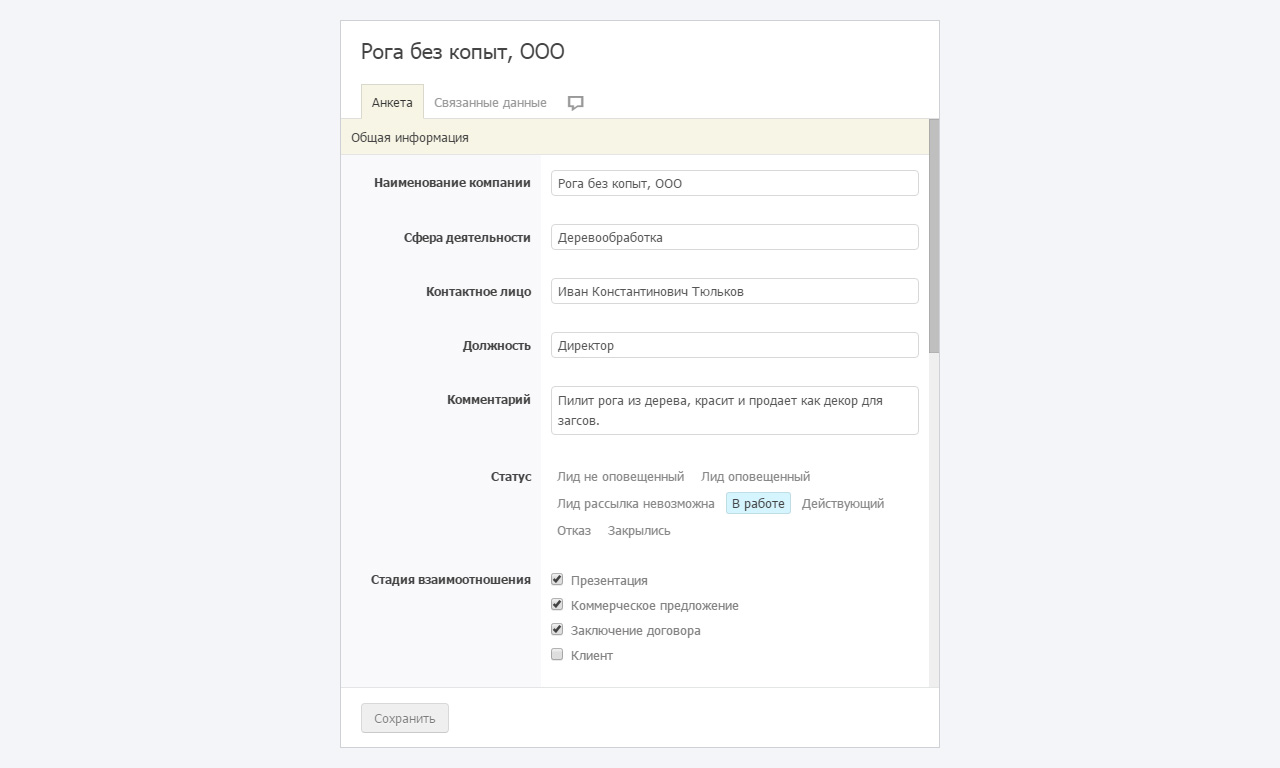 Рога без копыт, ООО
Анкета Связанные данные
Общая информация
Наименование компании Рога без копыт, ООО
Сфера деятельности Деревообработка
Контактное лицо Иван Константинович Тюльков
Должность Директор
Комментарий Пилит рога из дерева, красит и продает как декор для
загсов.
Статус Лид не оповещенный Лид оповещенный
Лид рассылка невозможна В работе Действующий
Отказ Закрылись
Стадия взаимоотношения Презентация
Коммерческое предложение
Заключение договора
Клиент
Сохранить